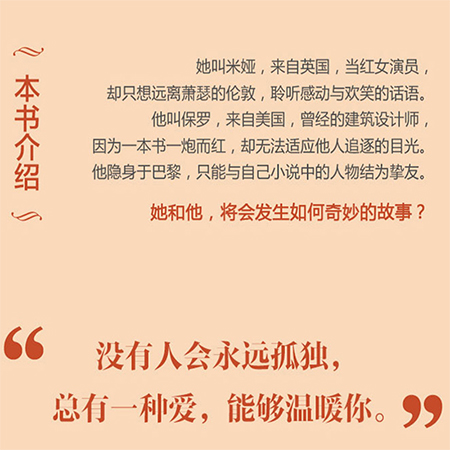 本书介绍
她叫米娅，来自英国，当红女演员，
却只想远离萧瑟的伦敦，聆听感动与欢笑的话语。
他叫保罗，来自美国，曾经的建筑设计师，
因为一本书一炮而红，却无法适应他人追逐的目光。
他隐身于巴黎，只能与自己小说中的人物结为挚友。
她和他，将会发生如何奇妙的故事？
“没有人会永远孤独，
总有一种爱，能够温暖你。”